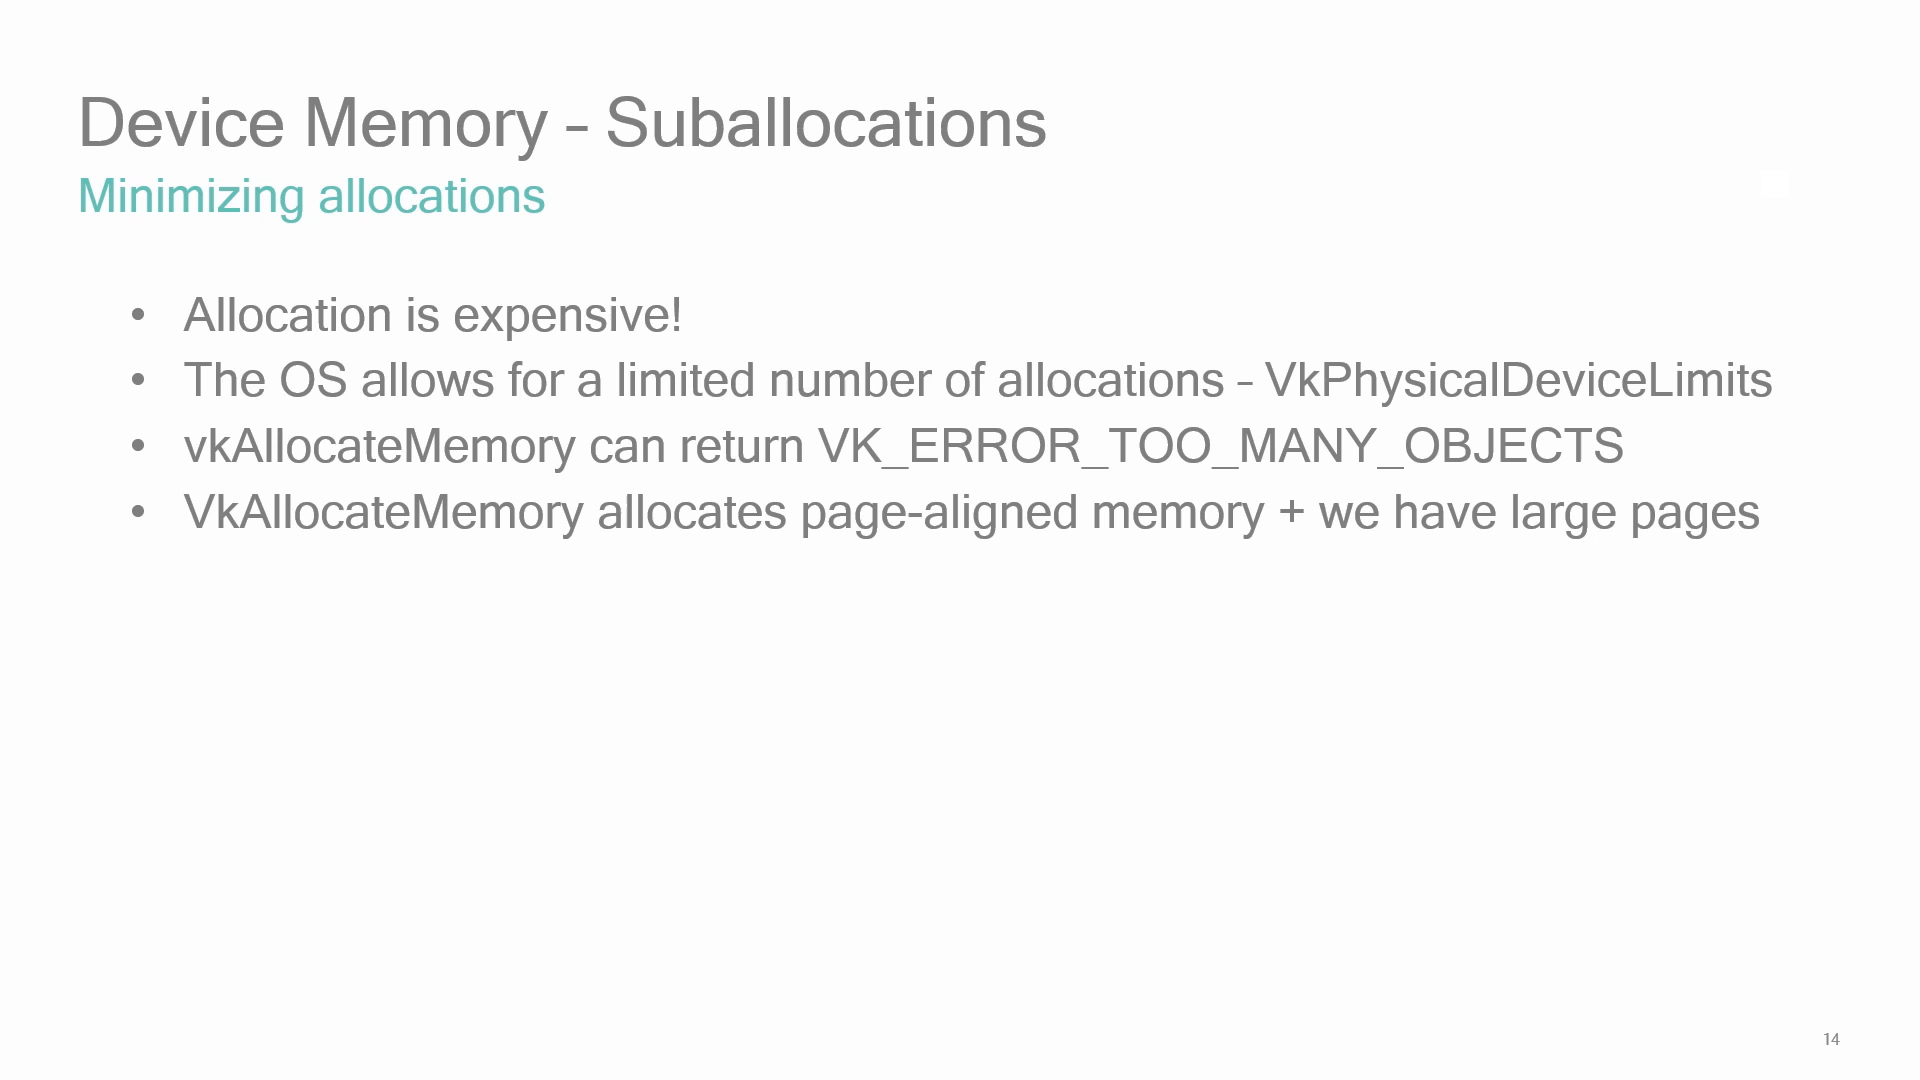 Device Memory – Suballocations
Minimizing allocations
• Allocation is expensive!
• The OS allows for a limited number of allocations – VkPhysicalDeviceLimits
• vkAllocateMemory can return VK_ERROR_TOO_MANY_OBJECTS
• VkAllocateMemory allocates page-aligned memory + we have large pages
14